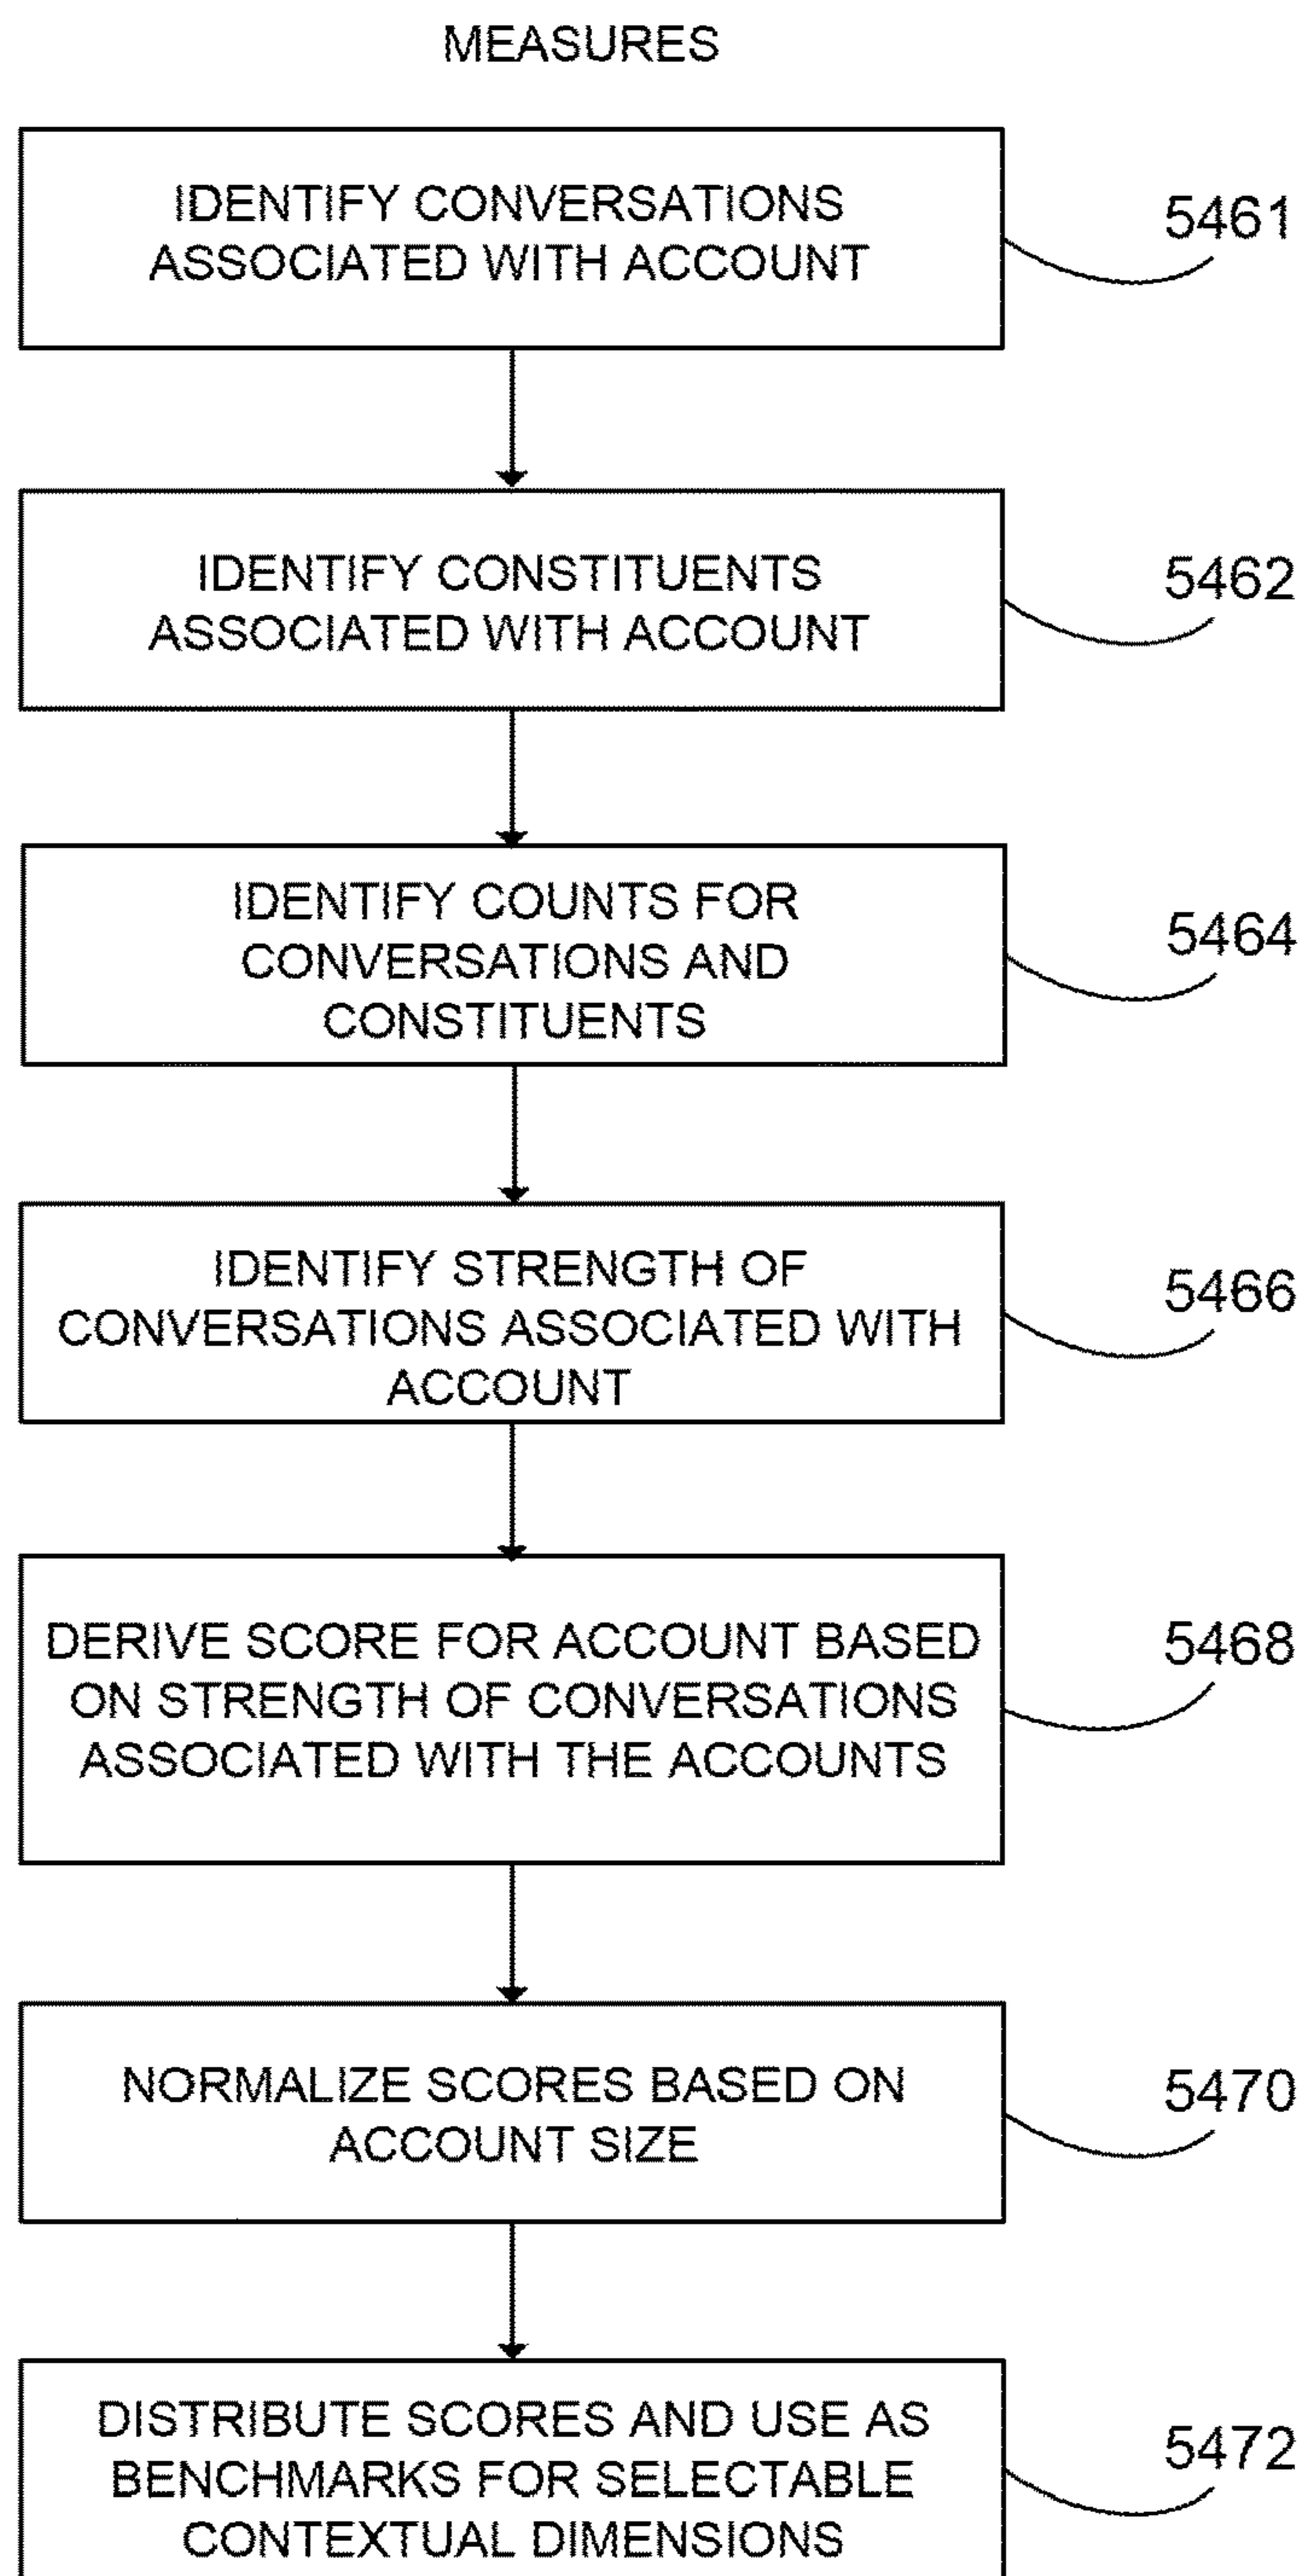 MEASURES
IDENTIFY CONVERSATIONS
ASSOCIATED WITH ACCOUNT
5461
IDENTIFY CONSTITUENTS
ASSOCIATED WITH ACCOUNT
5462
IDENTIFY COUNTS FOR
CONVERSATIONS AND
CONSTITUENTS
5464
IDENTIFY STRENGTH OF
CONVERSATIONS ASSOCIATED WITH
ACCOUNT
5466
DERIVE SCORE FOR ACCOUNT BASED
ON STRENGTH OF CONVERSATIONS
ASSOCIATED WITH THE ACCOUNTS
5468
NORMALIZE SCORES BASED ON
ACCOUNT SIZE
5470
DISTRIBUTE SCORES AND USE AS
BENCHMARKS FOR SELECTABLE
CONTEXTUAL DIMENSIONS
5472